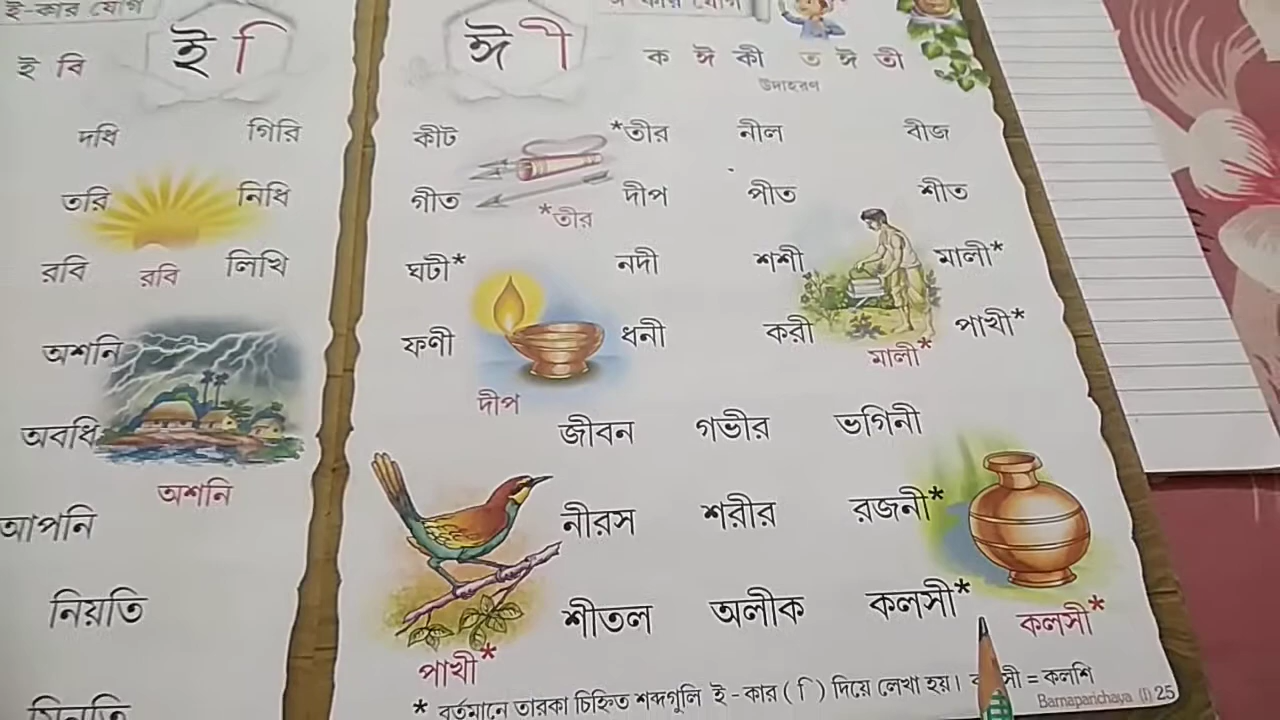 ই-কার যোগ
ই ি
ই বি
দধি গিরি
তরি নিধি
রবি রবি লিখি
অশনি
অবধি
অশনি
আপনি
নিয়তি
ঈ ী
ক ঈ কী ত ঈ তী
উদাহরণ
কীট *তীর নীল বীজ
গীত *তীর দীপ পীত শীত
ঘটী* নদী শশী মালী*
ফণী ধনী করী পাখী*
মালী*
দীপ
জীবন গভীর ভগিনী
নীরস শরীর রজনী*
শীতল অলীক কলসী*
কলসী*
পাখী*
* বর্তমানে তারকা চিহ্নিত শব্দগুলি ই-কার ( ি ) দিয়ে লেখা হয়। সী = কলশি
Barnaparichaya (I) 25